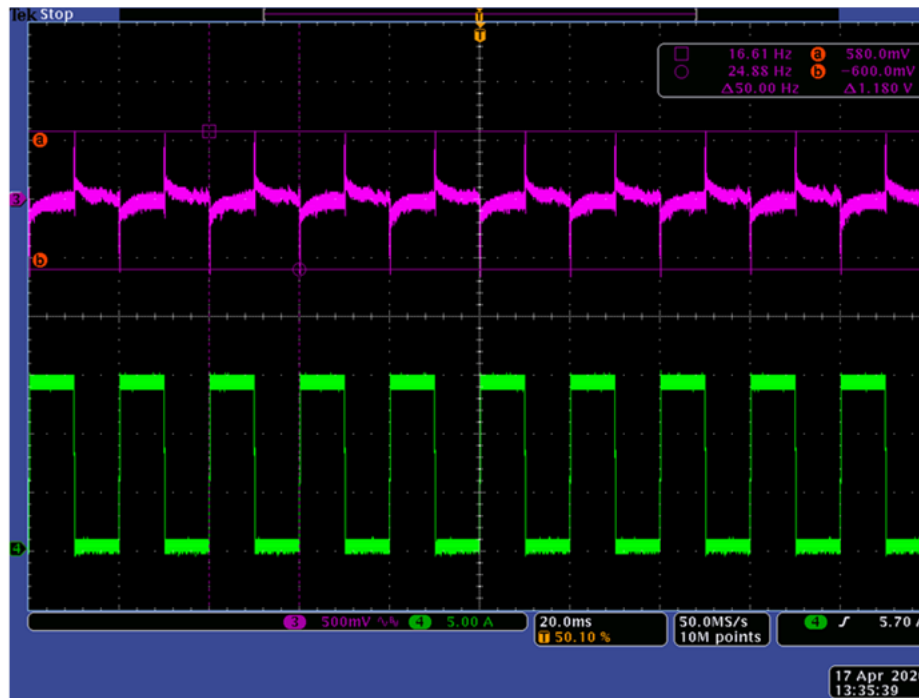 Tek Stop
T
T
16.61 Hz a 580.0mV
24.88 Hz b −600.0mV
Δ50.00 Hz Δ1.180 V
a
3
b
4
3 500mV 4 5.00 A
20.0ms
T 50.10 %
50.0MS/s
10M points
4 5.70 A
17 Apr 202
13:35:39